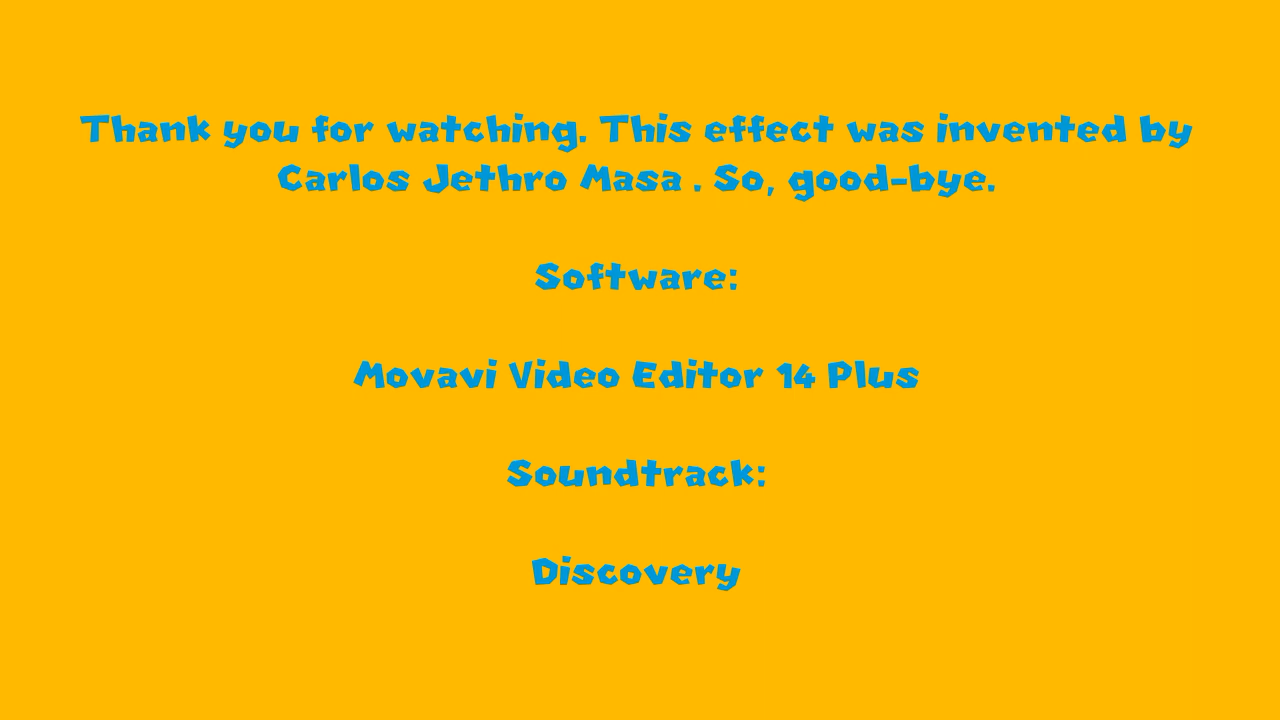 Thank you for watching. This effect was invented by
Carlos Jethro Masa . So, good-bye.
Software:
Movavi Video Editor 14 Plus
Soundtrack:
Discovery